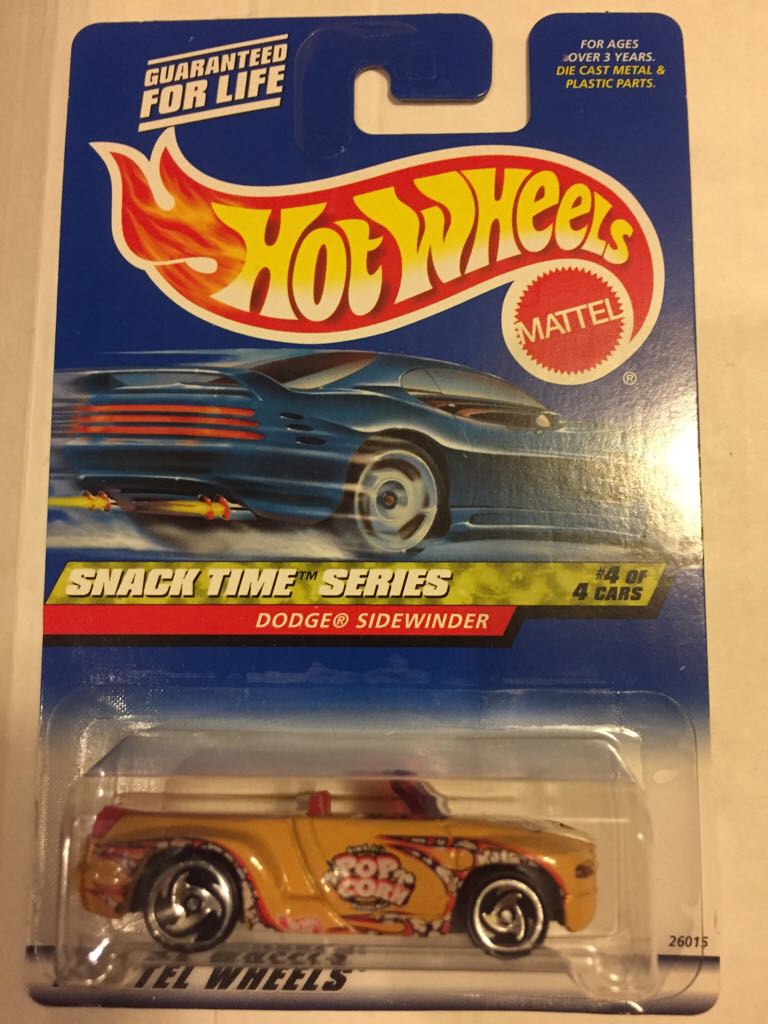 GUARANTEED
FOR LIFE
FOR AGES
OVER 3 YEARS.
DIE CAST METAL &
PLASTIC PARTS.
HOT WHEELS
MATTEL
®
SNACK TIME™ SERIES
#4 OF
4 CARS
DODGE® SIDEWINDER
POP
CORN
26015
TEL WHEELS